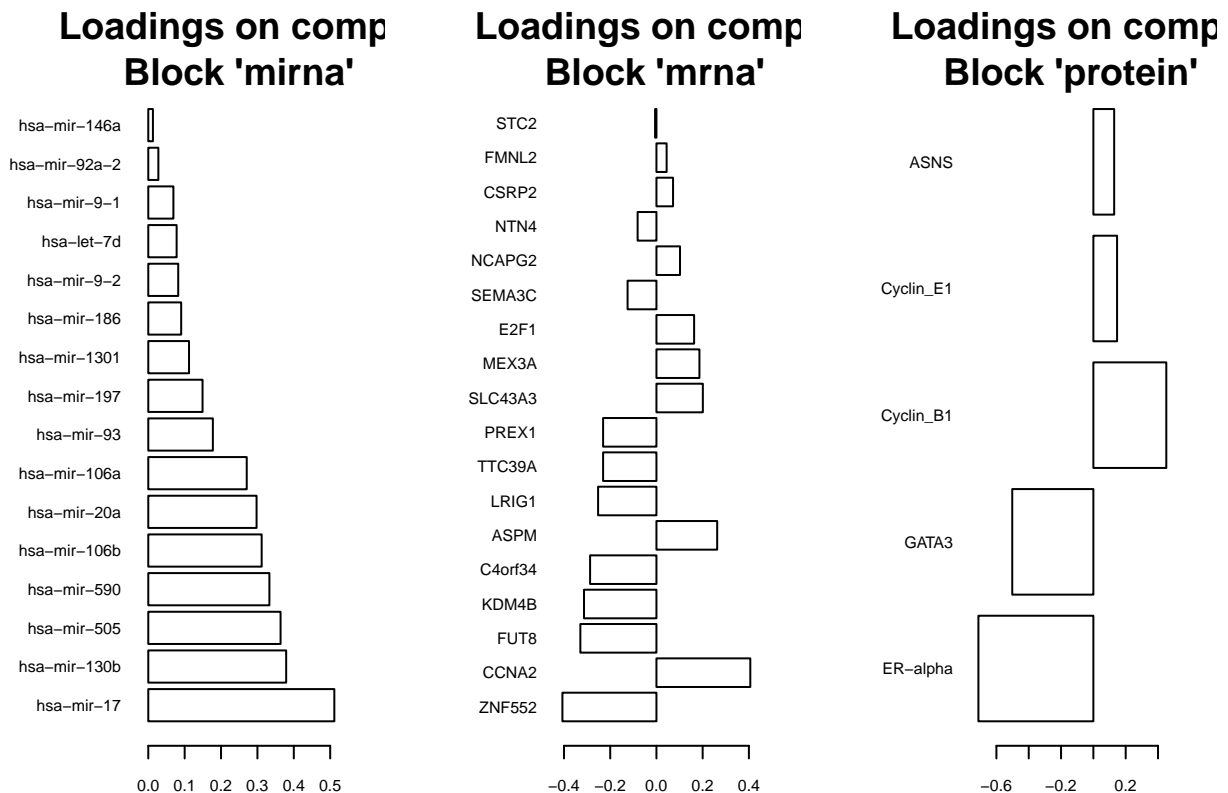 Loadings on comp
Block 'mirna'
hsa−mir−146a
hsa−mir−92a−2
hsa−mir−9−1
hsa−let−7d
hsa−mir−9−2
hsa−mir−186
hsa−mir−1301
hsa−mir−197
hsa−mir−93
hsa−mir−106a
hsa−mir−20a
hsa−mir−106b
hsa−mir−590
hsa−mir−505
hsa−mir−130b
hsa−mir−17
0.0 0.1 0.2 0.3 0.4 0.5
Loadings on comp
Block 'mrna'
STC2
FMNL2
CSRP2
NTN4
NCAPG2
SEMA3C
E2F1
MEX3A
SLC43A3
PREX1
TTC39A
LRIG1
ASPM
C4orf34
KDM4B
FUT8
CCNA2
ZNF552
−0.4 −0.2 0.0 0.2 0.4
Loadings on comp
Block 'protein'
ASNS
Cyclin_E1
Cyclin_B1
GATA3
ER−alpha
−0.6 −0.2 0.2